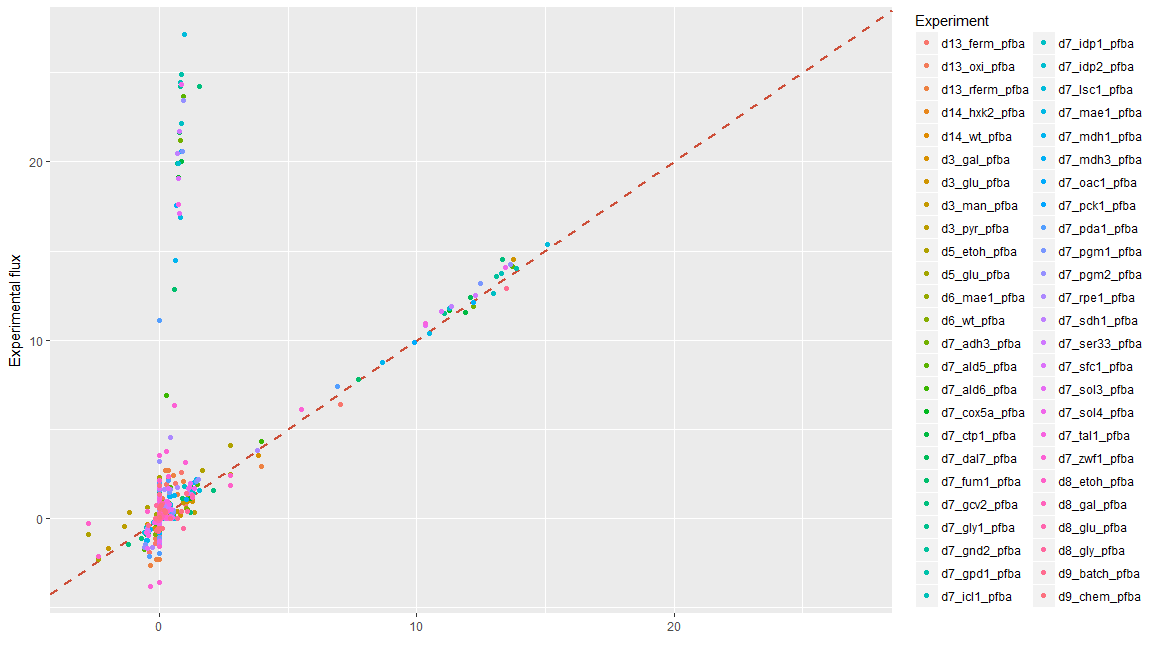 Experiment
d13_ferm_pfba
d13_oxi_pfba
d13_rferm_pfba
d14_hxk2_pfba
d14_wt_pfba
d3_gal_pfba
d3_glu_pfba
d3_man_pfba
d3_pyr_pfba
d5_etoh_pfba
d5_glu_pfba
d6_mae1_pfba
d6_wt_pfba
d7_adh3_pfba
d7_ald5_pfba
d7_ald6_pfba
d7_cox5a_pfba
d7_ctp1_pfba
d7_dal7_pfba
d7_fum1_pfba
d7_gcv2_pfba
d7_gly1_pfba
d7_gnd2_pfba
d7_gpd1_pfba
d7_icl1_pfba
d7_idp1_pfba
d7_idp2_pfba
d7_lsc1_pfba
d7_mae1_pfba
d7_mdh1_pfba
d7_mdh3_pfba
d7_oac1_pfba
d7_pck1_pfba
d7_pda1_pfba
d7_pgm1_pfba
d7_pgm2_pfba
d7_rpe1_pfba
d7_sdh1_pfba
d7_ser33_pfba
d7_sfc1_pfba
d7_sol3_pfba
d7_sol4_pfba
d7_tal1_pfba
d7_zwf1_pfba
d8_etoh_pfba
d8_gal_pfba
d8_glu_pfba
d8_gly_pfba
d9_batch_pfba
d9_chem_pfba
Experimental flux
20
10
0
0
10
20